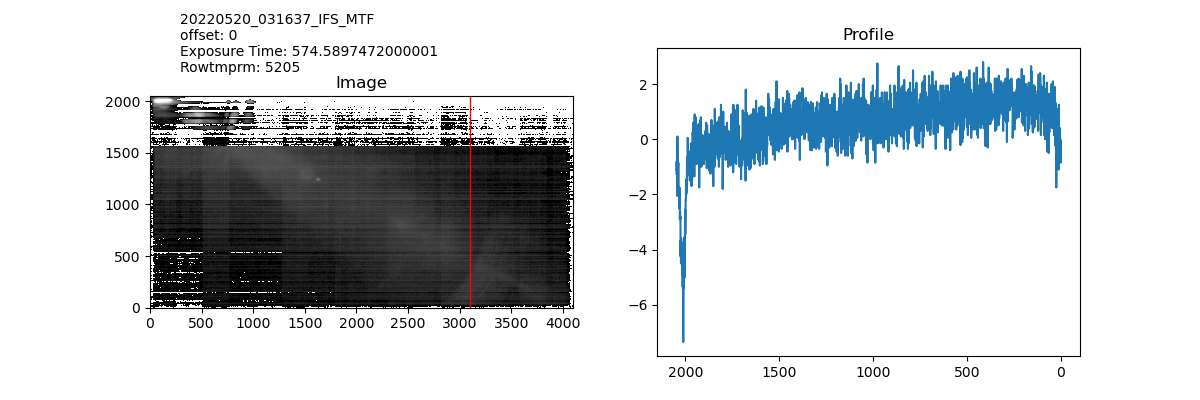 20220520_031637_IFS_MTF
offset: 0
Exposure Time: 574.5897472000001
Rowtmprm: 5205
Image
2000
1500
1000
500
0
0 500 1000 1500 2000 2500 3000 3500 4000
Profile
2
0
−2
−4
−6
2000 1500 1000 500 0